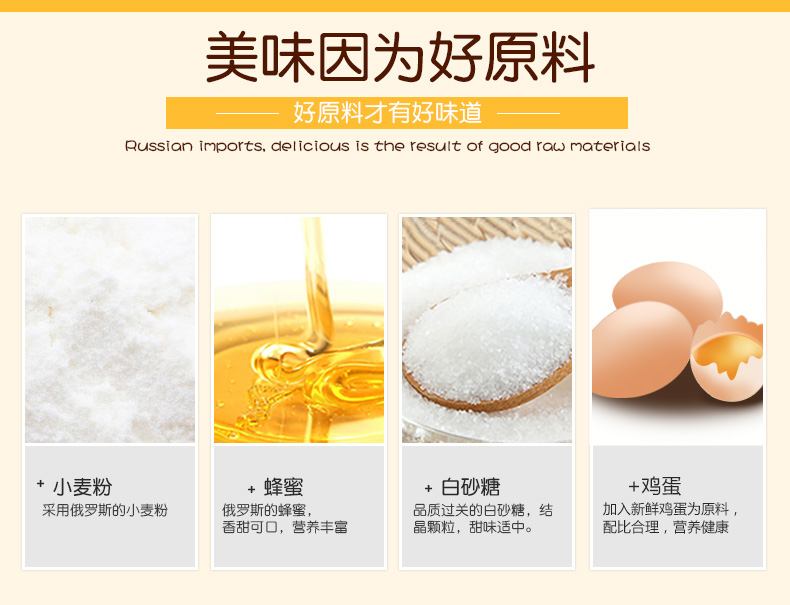 美味因为好原料
好原料才有好味道
Russian imports, delicious is the result of good raw materials
+ 小麦粉
采用俄罗斯的小麦粉
+ 蜂蜜
俄罗斯的蜂蜜，
香甜可口，营养丰富
+ 白砂糖
品质过关的白砂糖，结
晶颗粒，甜味适中。
+鸡蛋
加入新鲜鸡蛋为原料，
配比合理，营养健康